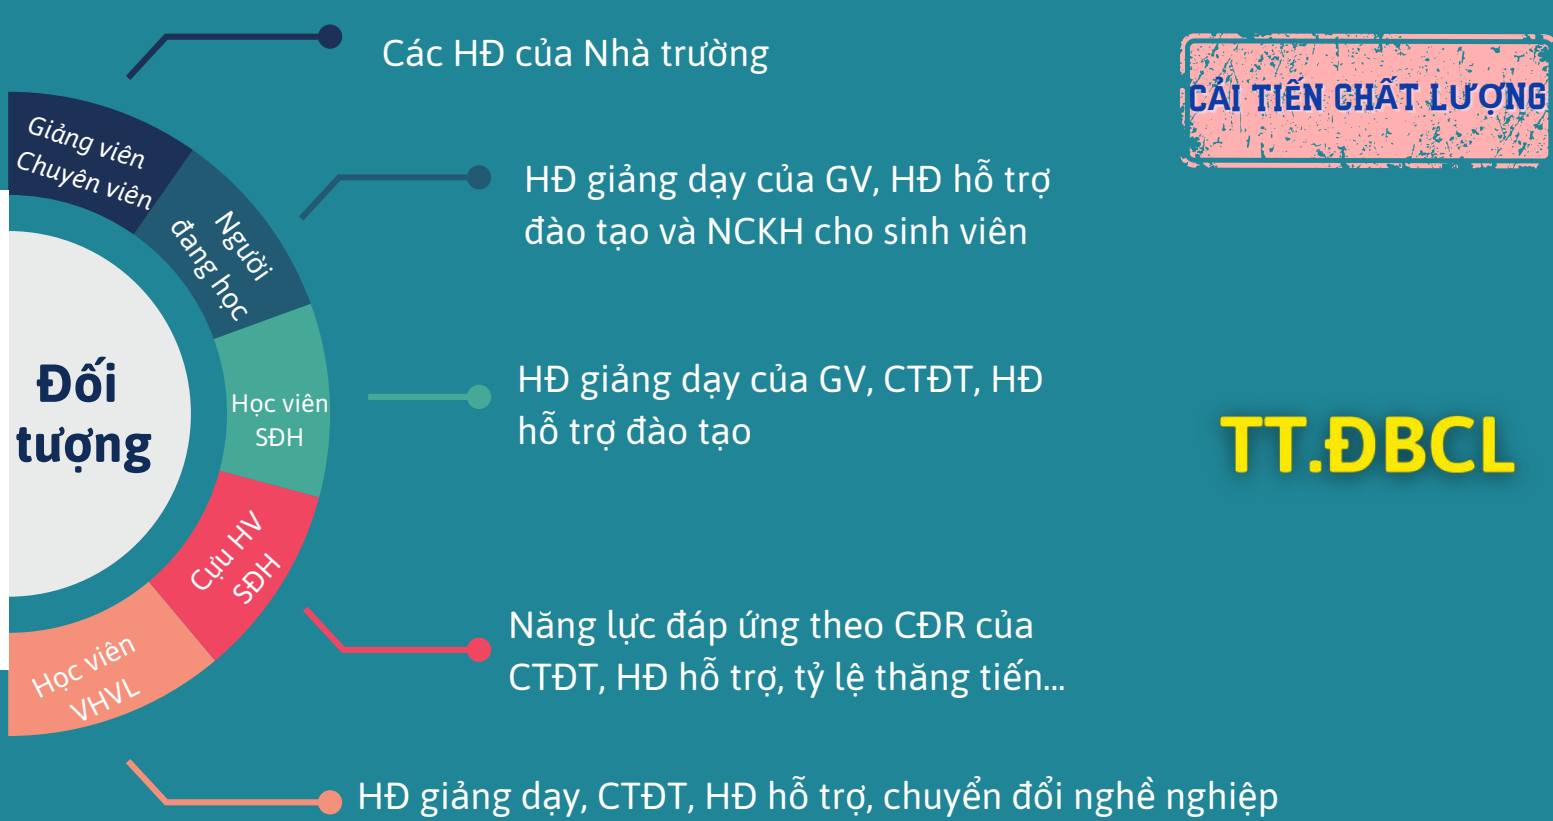 Các HĐ của Nhà trường
CẢI TIẾN CHẤT LƯỢNG
Giảng viên
Chuyên viên
HĐ giảng dạy của GV, HĐ hỗ trợ
đào tạo và NCKH cho sinh viên
Người
đang học
Đối
tượng
HĐ giảng dạy của GV, CTĐT, HĐ
hỗ trợ đào tạo
Học viên
SĐH
TT.ĐBCL
Cựu HV
SĐH
Năng lực đáp ứng theo CĐR của
CTĐT, HĐ hỗ trợ, tỷ lệ thăng tiến...
Học viên
VHVL
HĐ giảng dạy, CTĐT, HĐ hỗ trợ, chuyển đổi nghề nghiệp